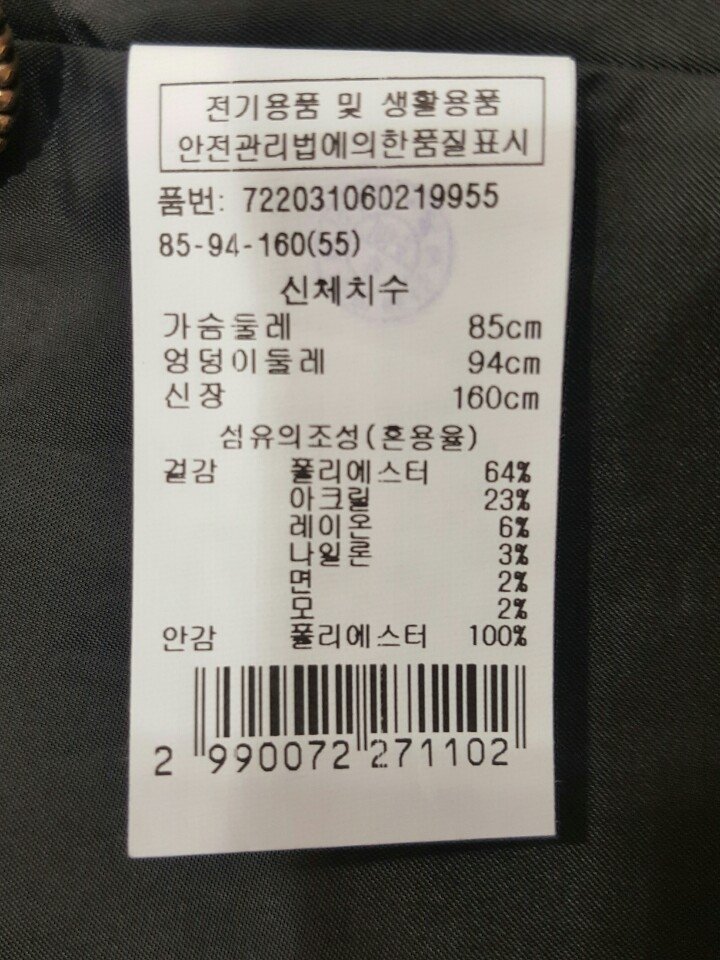 전기용품 및 생활용품
안전관리법에의한품질표시
품번: 722031060219955
85-94-160(55)
신체치수
가슴둘레 85cm
엉덩이둘레 94cm
신장 160cm
섬유의조성(혼용율)
겉감 폴리에스터 64%
아크릴 23%
레이온 6%
나일론 3%
면 2%
모 2%
안감 폴리에스터 100%
2 990072 271102